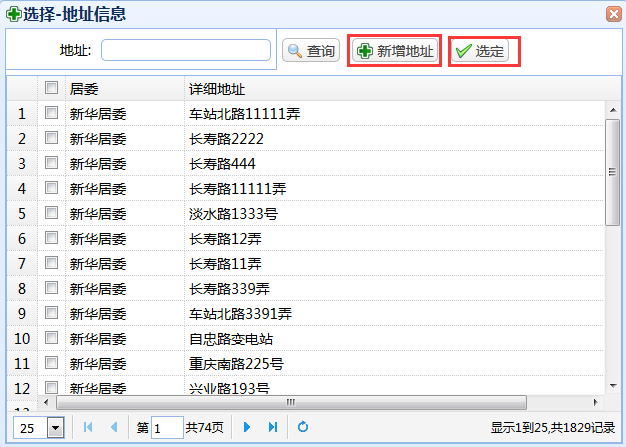 选择-地址信息
地址: 查询 新增地址 选定
居委 详细地址
1 新华居委 车站北路11111弄
2 新华居委 长寿路2222
3 新华居委 长寿路444
4 新华居委 长寿路11111弄
5 新华居委 淡水路1333号
6 新华居委 长寿路12弄
7 新华居委 长寿路11弄
8 新华居委 长寿路339弄
9 新华居委 车站北路3391弄
10 新华居委 自忠路变电站
11 新华居委 重庆南路225号
12 新华居委 兴业路193号
25 第 1 共74页 显示1到25,共1829记录